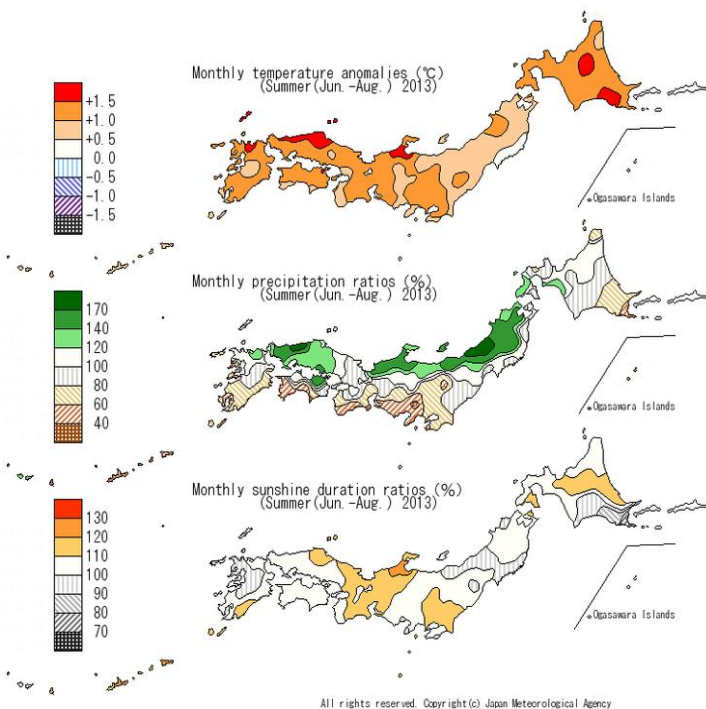 Monthly temperature anomalies (℃)
(Summer(Jun.-Aug.) 2013)
+1.5
+1.0
+0.5
0.0
-0.5
-1.0
-1.5
Ogasawara Islands
Monthly precipitation ratios (%)
(Summer(Jun.-Aug.) 2013)
170
140
120
100
80
60
40
Ogasawara Islands
Monthly sunshine duration ratios (%)
(Summer(Jun.-Aug.) 2013)
130
120
110
100
90
80
70
Ogasawara Islands
All rights reserved. Copyright(c) Japan Meteorological Agency